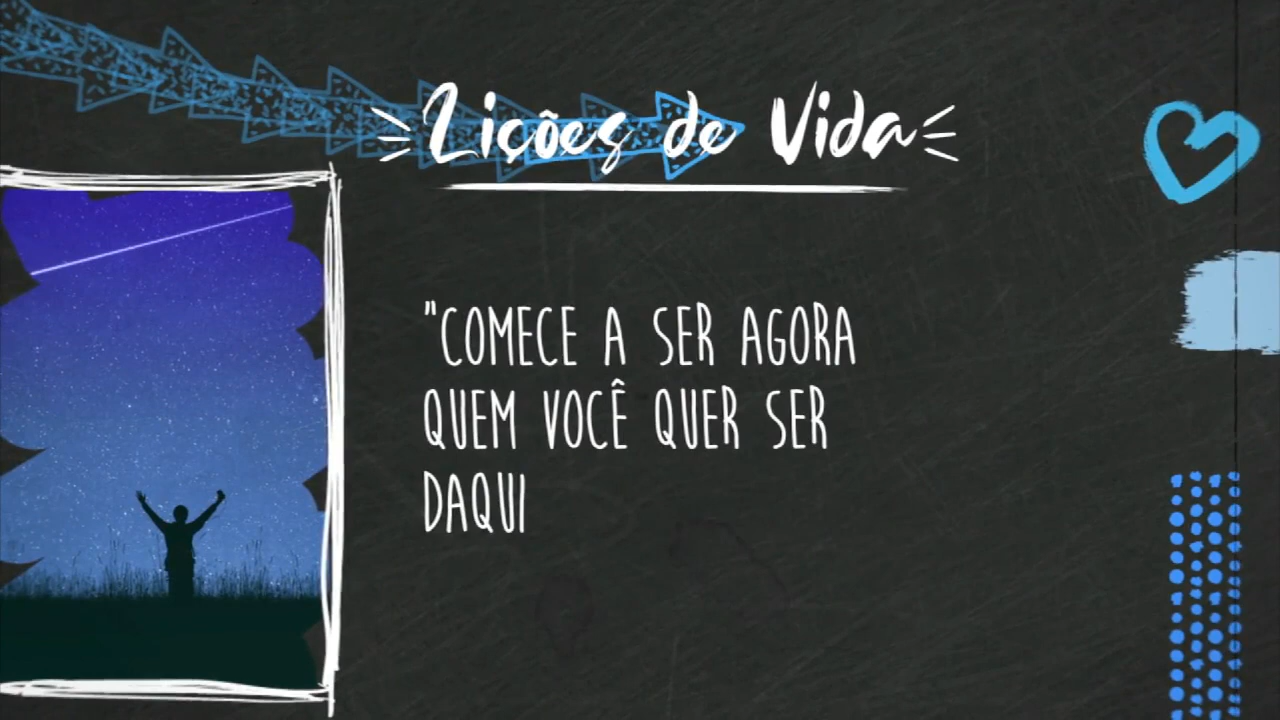 Lições de Vida
"COMECE A SER AGORA
QUEM VOCÊ QUER SER
DAQUI